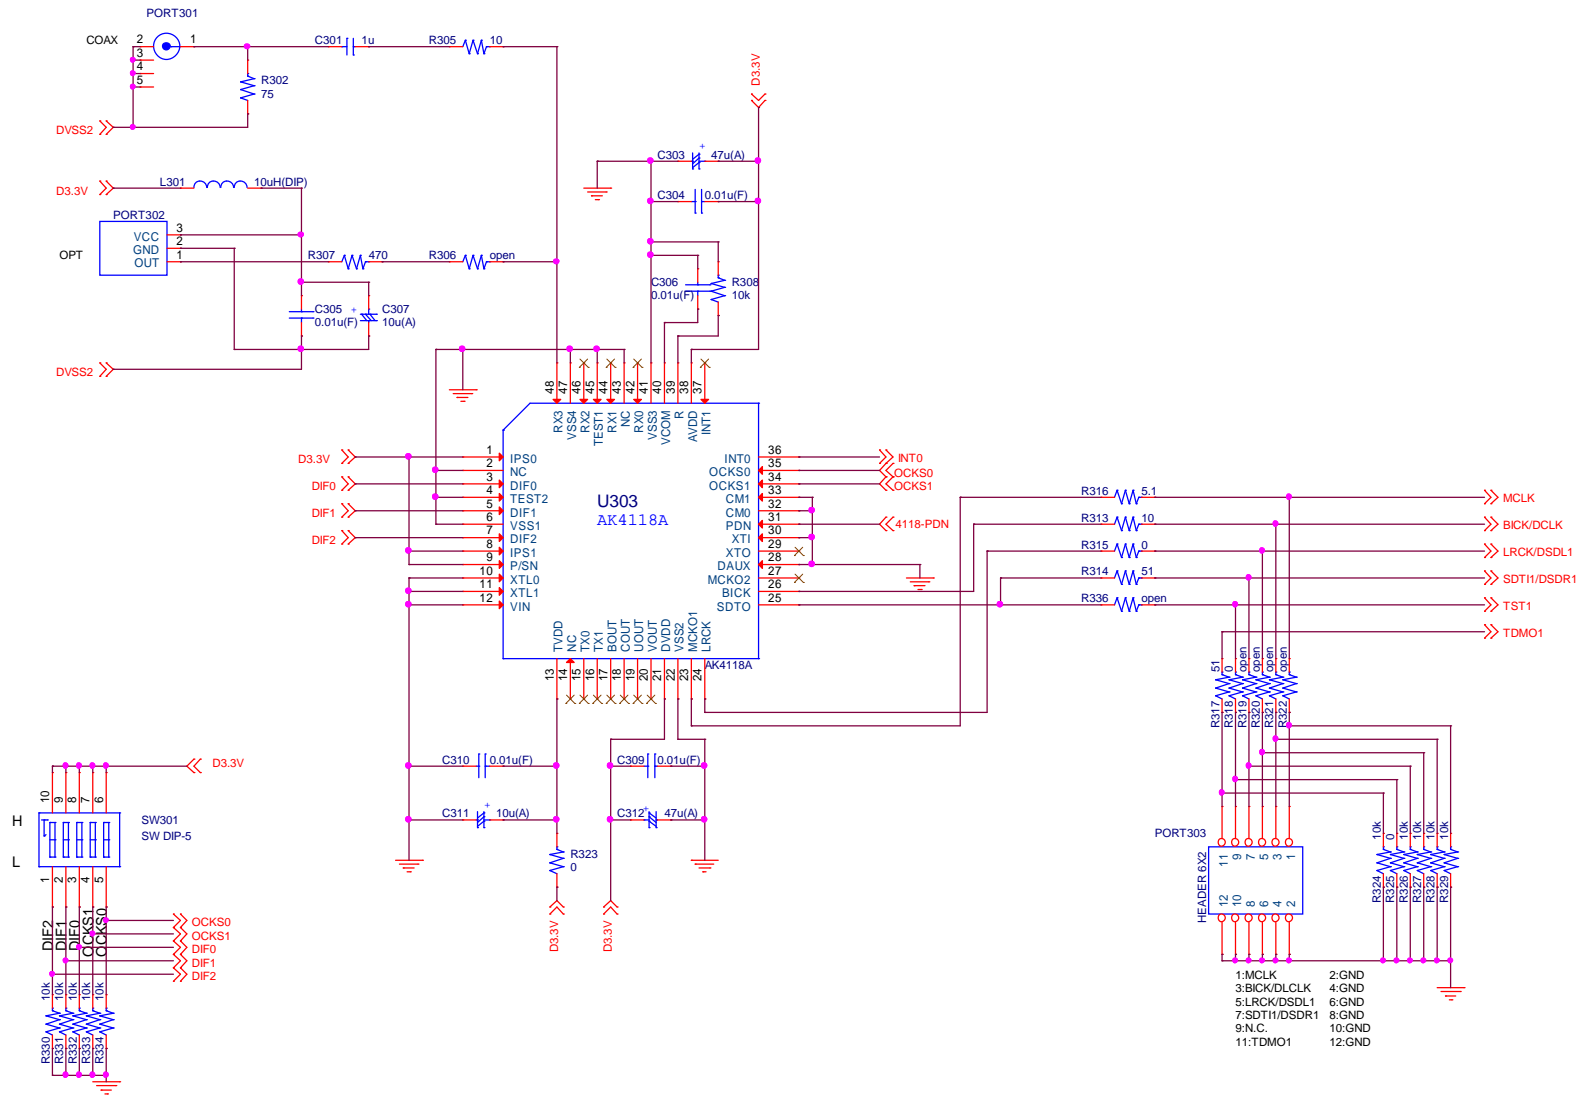 PORT301
COAX
2
1
3
4
5
C301
1u
R305
10
R302
75
DVSS2
D3.3V
L301
10uH(DIP)
PORT302
OPT
VCC
GND
OUT
3
2
1
R307
470
R306
open
C305
0.01u(F)
+
C307
10u(A)
DVSS2
D3.3V
C303
+
47u(A)
C304
0.01u(F)
C306
0.01u(F)
R308
10k
48
47
46
45
44
43
42
41
40
39
38
37
RX3
VSS4
RX2
TEST1
RX1
NC
RX0
VSS3
VCOM
R
AVDD
INT1
D3.3V
DIF0
DIF1
DIF2
1 IPS0
2 NC
3 DIF0
4 TEST2
5 DIF1
6 VSS1
7 DIF2
8 IPS1
9 P/SN
10 XTL0
11 XTL1
12 VIN
U303
AK4118A
INT0 36
OCKS0 35
OCKS1 34
CM1 33
CM0 32
PDN 31
XTI 30
XTO 29
DAUX 28
MCKO2 27
BICK 26
SDTO 25
INT0
OCKS0
OCKS1
4118-PDN
TVDD
NC
TX0
TX1
BOUT
COUT
UOUT
VOUT
DVDD
VSS2
MCKO1
LRCK
AK4118A
13
14
15
16
17
18
19
20
21
22
23
24
R316 5.1 MCLK
R313 10 BICK/DCLK
R315 0 LRCK/DSDL1
R314 51 SDTI1/DSDR1
R336 open TST1
TDMO1
51
0
open
open
open
open
R317
R318
R319
R320
R321
R322
C310
0.01u(F)
C309
0.01u(F)
C311
+
10u(A)
C312
+
47u(A)
R323
0
D3.3V
D3.3V
D3.3V
10
9
8
7
6
H
L
SW301
SW DIP-5
1
2
3
4
5
DIF2
DIF1
DIF0
OCKS1
OCKS0
OCKS0
OCKS1
DIF0
DIF1
DIF2
10k
10k
10k
10k
10k
R330
R331
R332
R333
R334
PORT303
HEADER 6X2
11
9
7
5
3
1
12
10
8
6
4
2
10k
0
10k
10k
10k
10k
R324
R325
R326
R327
R328
R329
1:MCLK 2:GND
3:BICK/DLCLK 4:GND
5:LRCK/DSDL1 6:GND
7:SDTI1/DSDR1 8:GND
9:N.C. 10:GND
11:TDMO1 12:GND